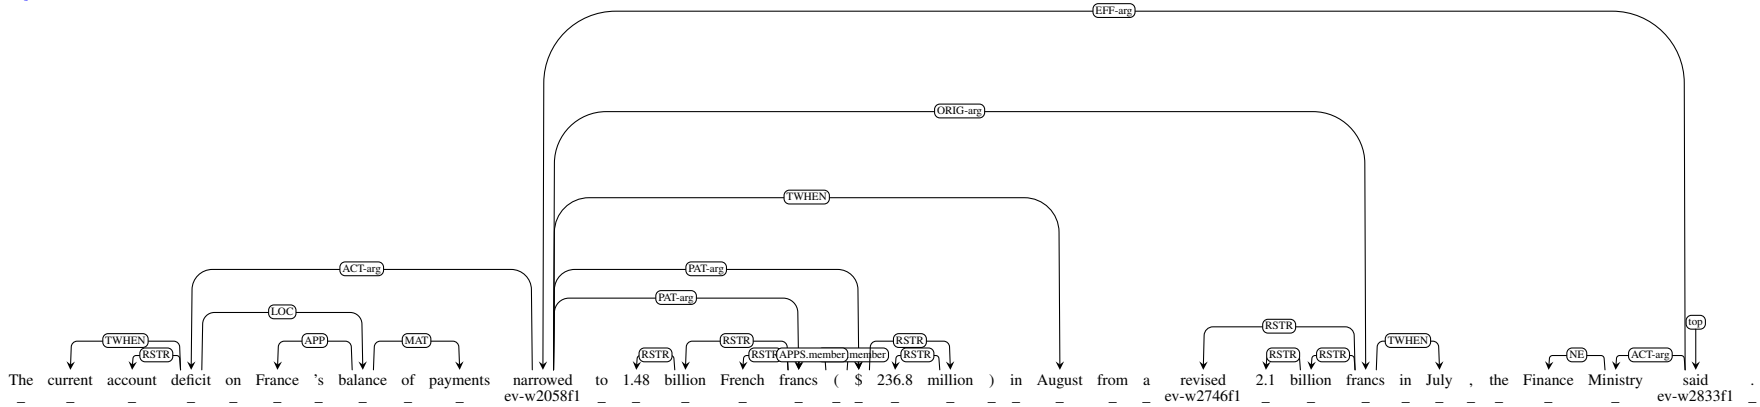 EFF-arg
ORIG-arg
TWHEN
ACT-arg PAT-arg
PAT-arg
LOC
top
RSTR
TWHEN APP MAT RSTR RSTR TWHEN
RSTR RSTR APPS.member member RSTR RSTR RSTR NE ACT-arg
The current account deficit on France 's balance of payments narrowed to 1.48 billion French francs ( $ 236.8 million ) in August from a revised 2.1 billion francs in July , the Finance Ministry said .
_ _ _ _ _ _ _ _ _ _ ev-w2058f1 _ _ _ _ _ _ _ _ _ _ _ _ _ _ ev-w2746f1 _ _ _ _ _ _ _ _ _ ev-w2833f1 _